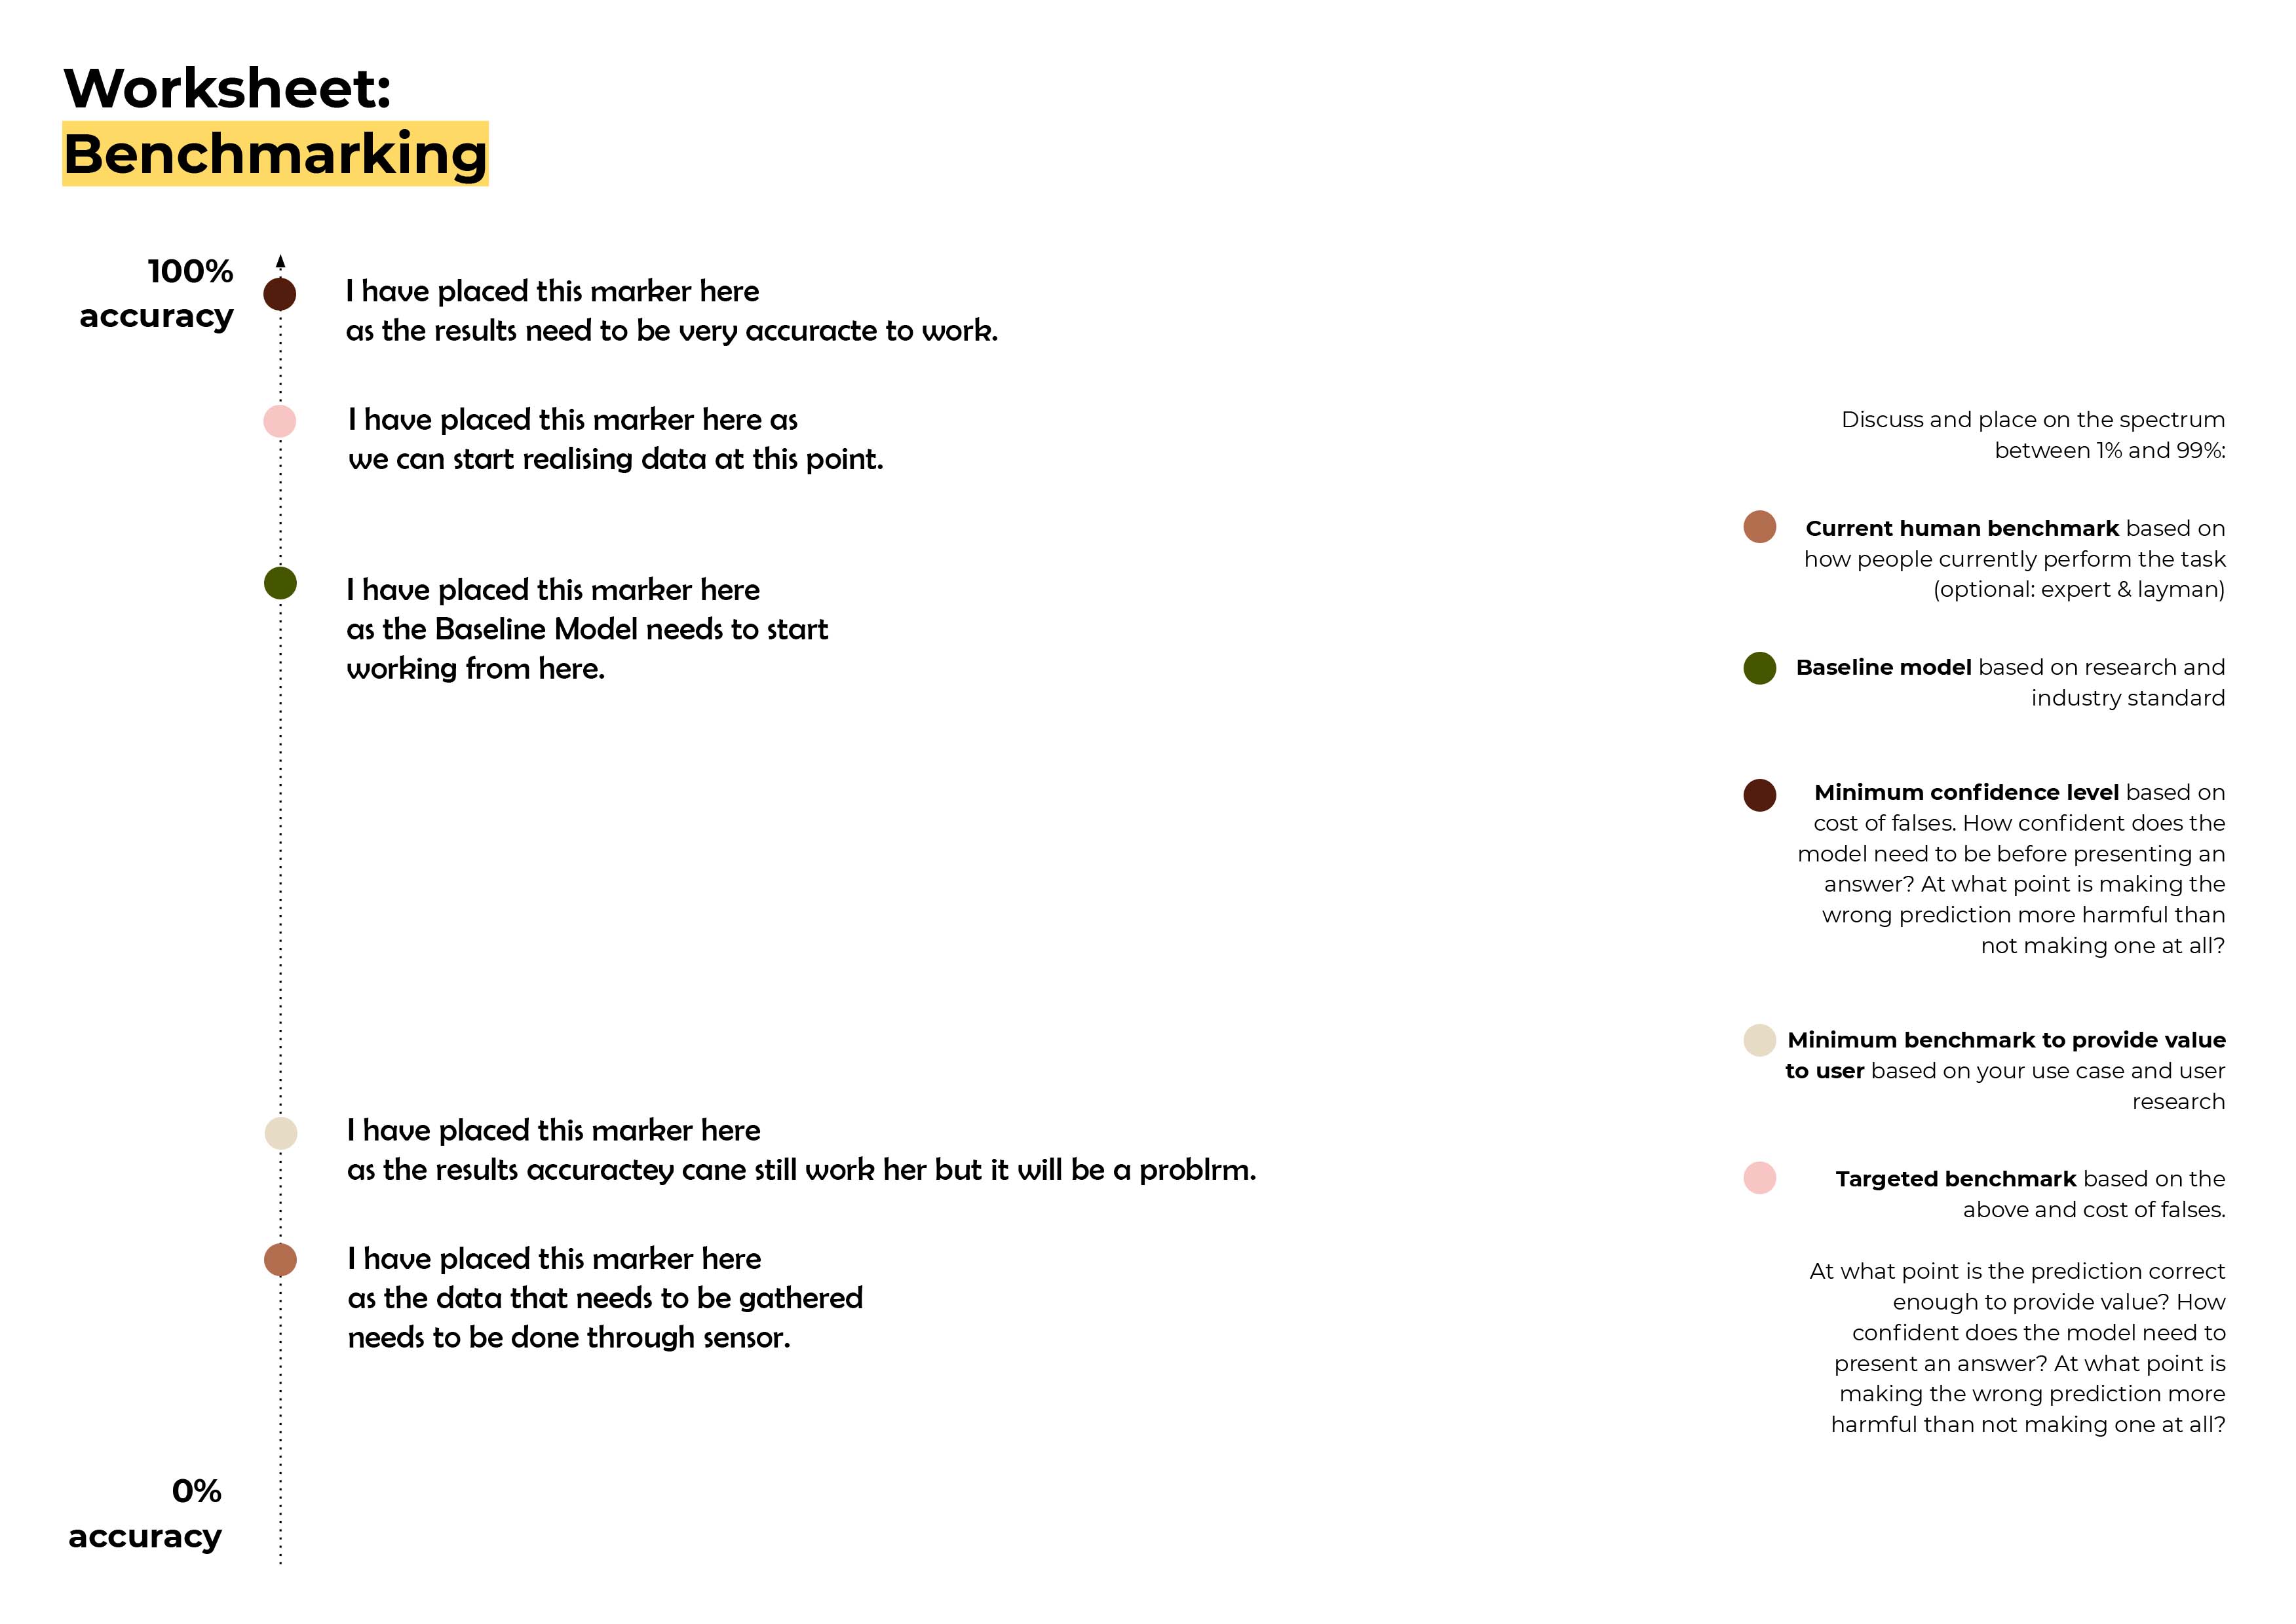 Worksheet:
Benchmarking
100%
accuracy
I have placed this marker here
as the results need to be very accuracte to work.
I have placed this marker here as
we can start realising data at this point.
I have placed this marker here
as the Baseline Model needs to start
working from here.
I have placed this marker here
as the results accuractey cane still work her but it will be a problrm.
I have placed this marker here
as the data that needs to be gathered
needs to be done through sensor.
0%
accuracy
Discuss and place on the spectrum
between 1% and 99%:
Current human benchmark based on
how people currently perform the task
(optional: expert & layman)
Baseline model based on research and
industry standard
Minimum confidence level based on
cost of falses. How confident does the
model need to be before presenting an
answer? At what point is making the
wrong prediction more harmful than
not making one at all?
Minimum benchmark to provide value
to user based on your use case and user
research
Targeted benchmark based on the
above and cost of falses.
At what point is the prediction correct
enough to provide value? How
confident does the model need to
present an answer? At what point is
making the wrong prediction more
harmful than not making one at all?